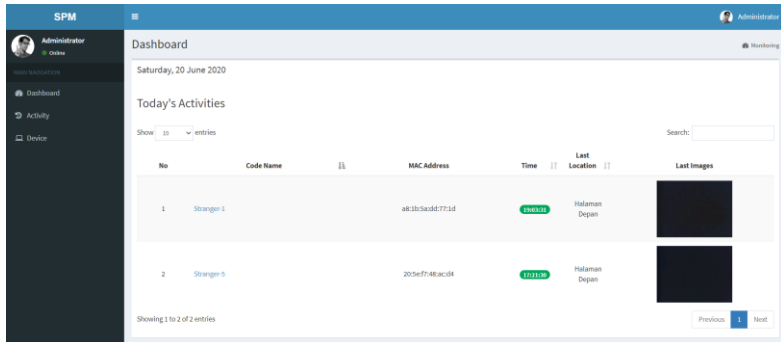 SPM
Administrator
Administrator
Online
MAIN NAVIGATION
Dashboard
Activity
Device
Dashboard
Monitoring
Saturday, 20 June 2020
Today's Activities
Show 10 entries
Search:
No Code Name MAC Address Time Last Location Last Images
1 Stranger-1 a8:1b:5a:dd:77:1d 19:03:31 Halaman Depan
2 Stranger-5 20:5e:f7:48:ac:d4 17:21:30 Halaman Depan
Showing 1 to 2 of 2 entries
Previous 1 Next